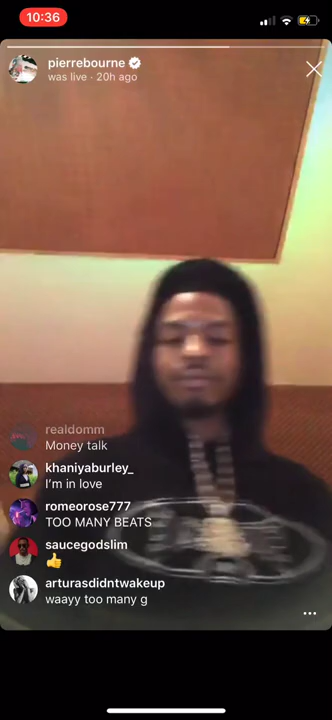 10:36
pierrebourne
was live · 20h ago
realdomm
Money talk
khaniyaburley_
I'm in love
romeorose777
TOO MANY BEATS
saucegodslim
👍
arturasdidntwakeup
waayy too many g